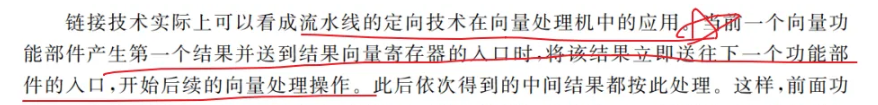 链接技术实际上可以看成流水线的定向技术在向量处理机中的应用。当前一个向量功
能部件产生第一个结果并送到结果向量寄存器的入口时,将该结果立即送往下一个功能部
件的入口,开始后续的向量处理操作。此后依次得到的中间结果都按此处理。这样,前面功